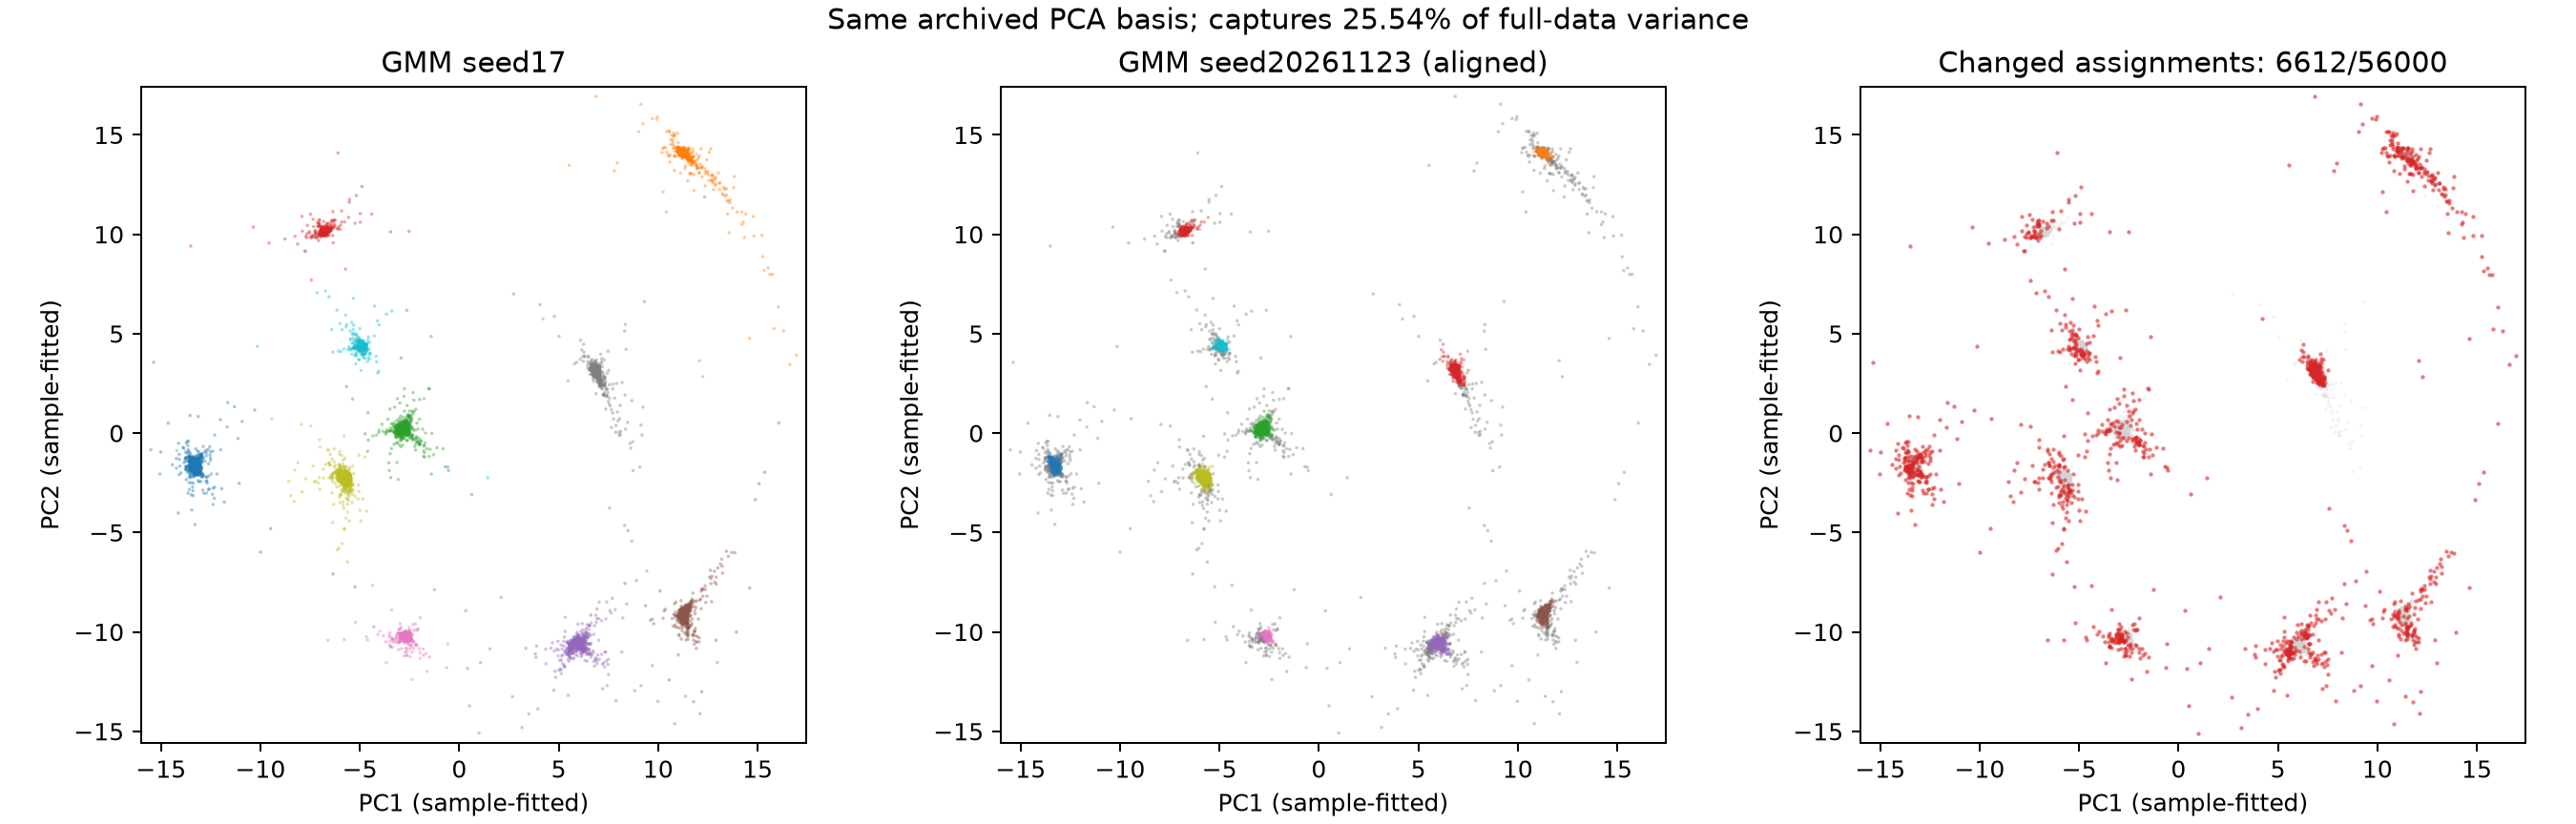 Same archived PCA basis; captures 25.54% of full-data variance
GMM seed17
15
10
5
0
−5
−10
−15
−15 −10 −5 0 5 10 15
PC1 (sample-fitted)
PC2 (sample-fitted)
GMM seed20261123 (aligned)
15
10
5
0
−5
−10
−15
−15 −10 −5 0 5 10 15
PC1 (sample-fitted)
PC2 (sample-fitted)
Changed assignments: 6612/56000
15
10
5
0
−5
−10
−15
−15 −10 −5 0 5 10 15
PC1 (sample-fitted)
PC2 (sample-fitted)